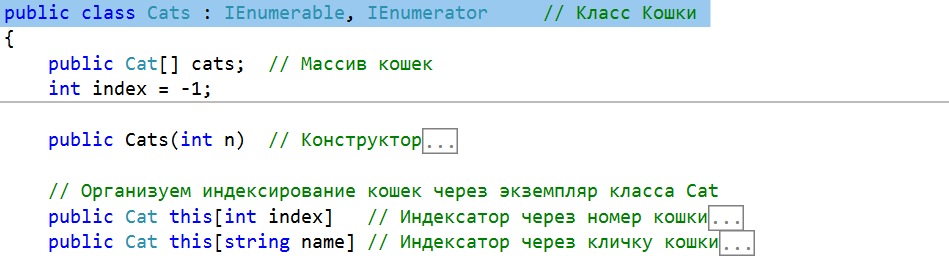 public class Cats : IEnumerable, IEnumerator    // Класс Кошки
{
    public Cat[] cats;  // Массив кошек
    int index = -1;
    public Cats(int n)  // Конструктор...
    // Организуем индексирование кошек через экземпляр класса Cat
    public Cat this[int index]   // Индексатор через номер кошки...
    public Cat this[string name] // Индексатор через кличку кошки...